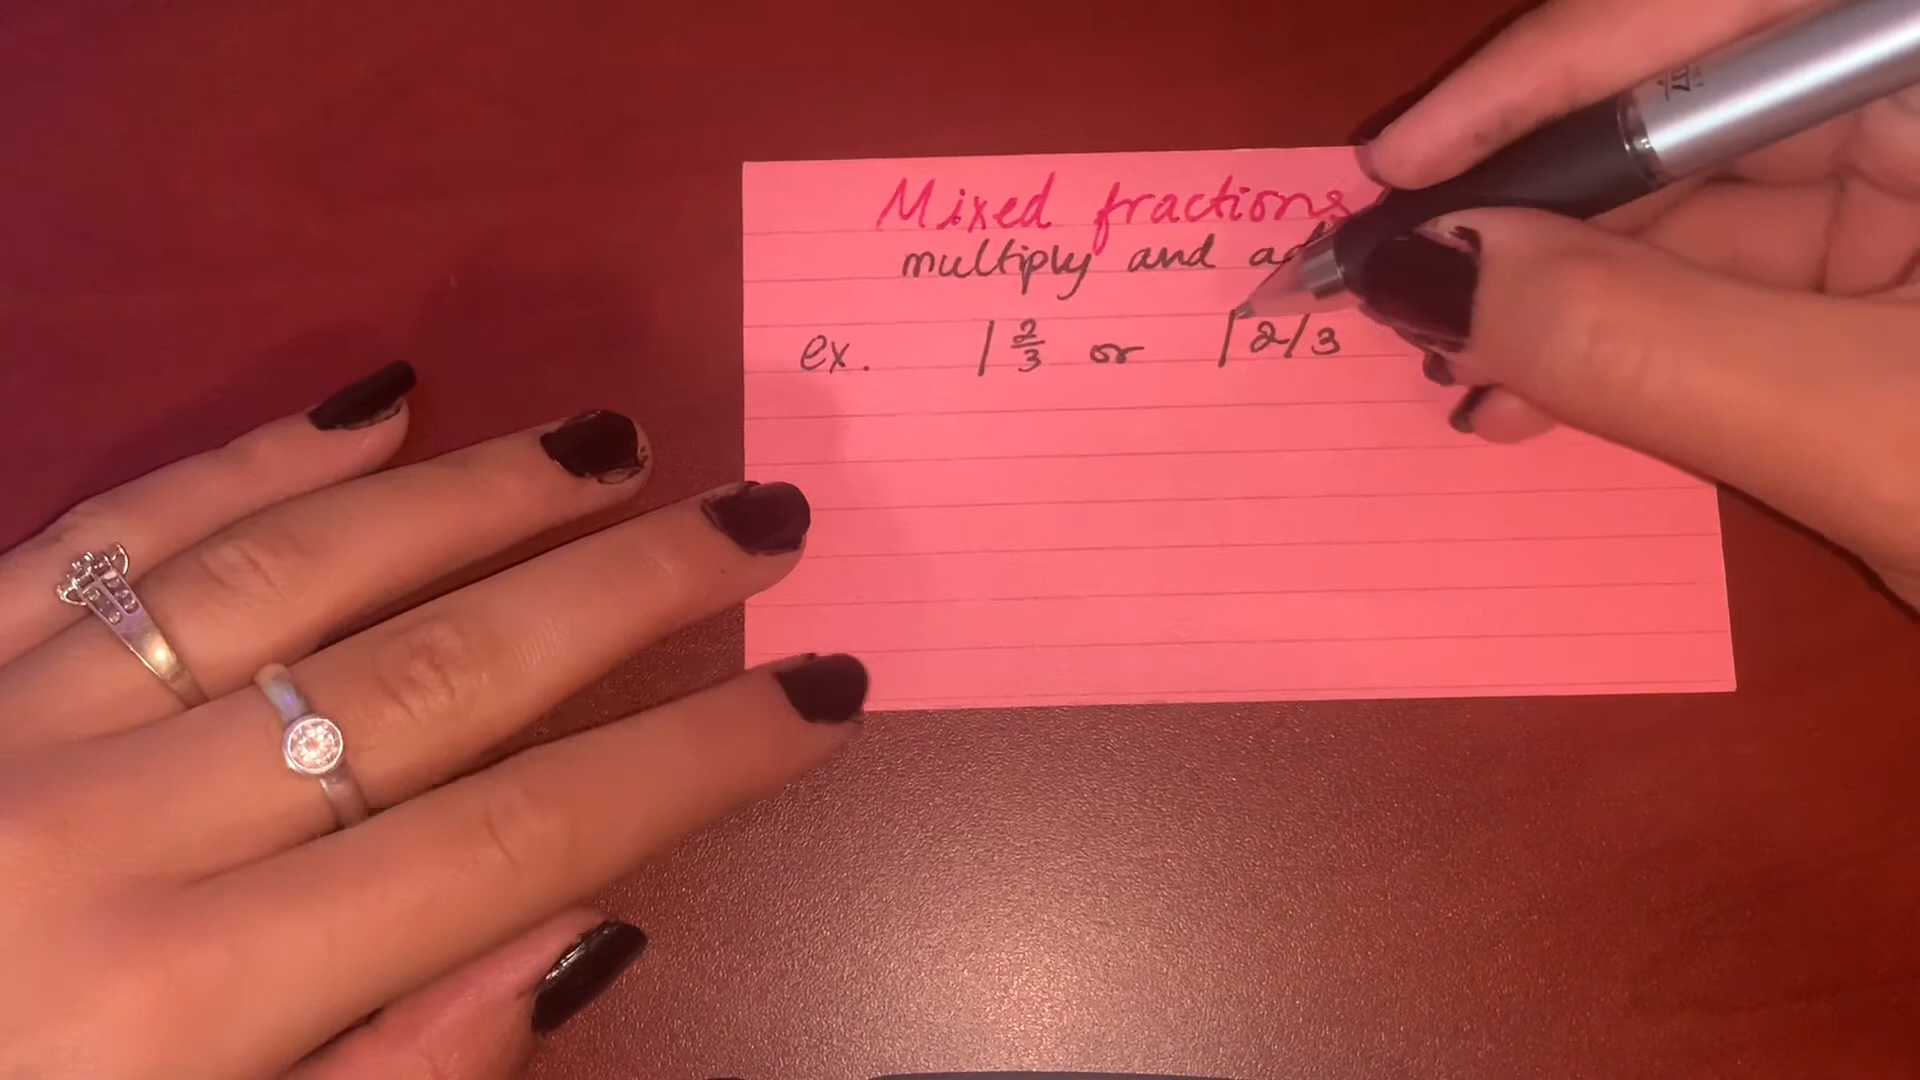 Mixed fractions
multiply and
ex. 1 2/3 or 1 2/3